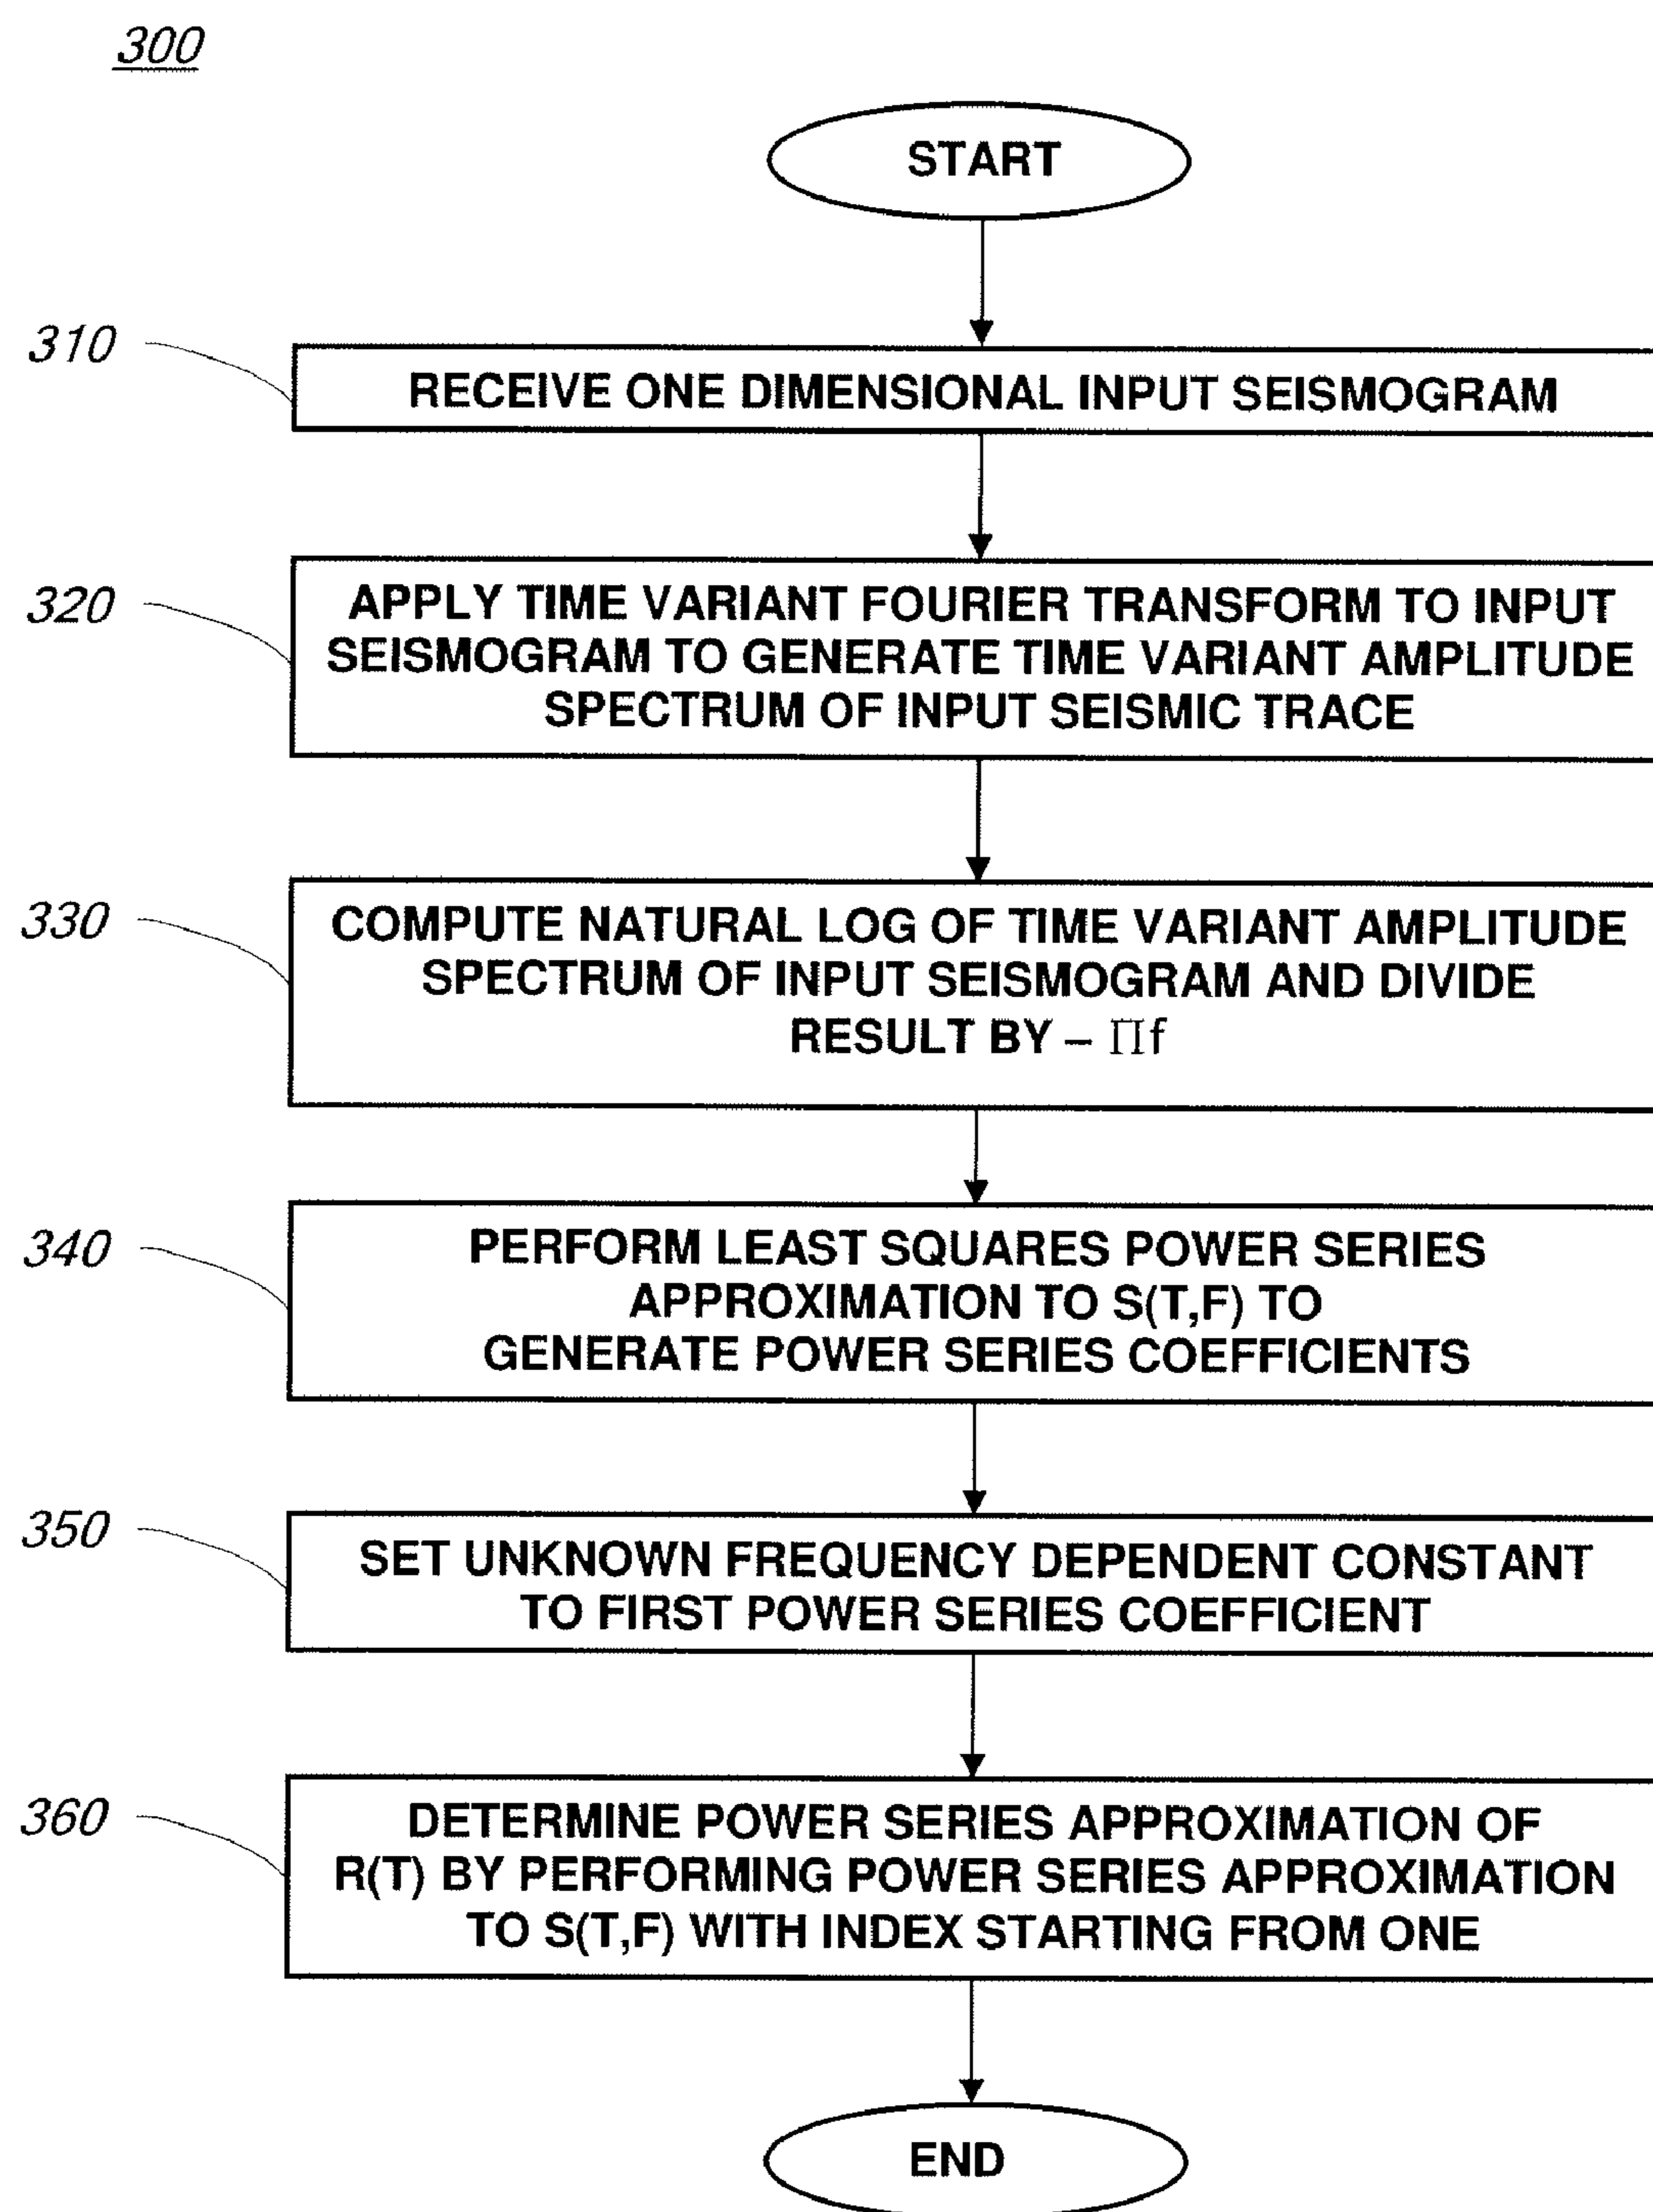 300
START
310
RECEIVE ONE DIMENSIONAL INPUT SEISMOGRAM
320
APPLY TIME VARIANT FOURIER TRANSFORM TO INPUT
SEISMOGRAM TO GENERATE TIME VARIANT AMPLITUDE
SPECTRUM OF INPUT SEISMIC TRACE
330
COMPUTE NATURAL LOG OF TIME VARIANT AMPLITUDE
SPECTRUM OF INPUT SEISMOGRAM AND DIVIDE
RESULT BY – Πf
340
PERFORM LEAST SQUARES POWER SERIES
APPROXIMATION TO S(T,F) TO
GENERATE POWER SERIES COEFFICIENTS
350
SET UNKNOWN FREQUENCY DEPENDENT CONSTANT
TO FIRST POWER SERIES COEFFICIENT
360
DETERMINE POWER SERIES APPROXIMATION OF
R(T) BY PERFORMING POWER SERIES APPROXIMATION
TO S(T,F) WITH INDEX STARTING FROM ONE
END